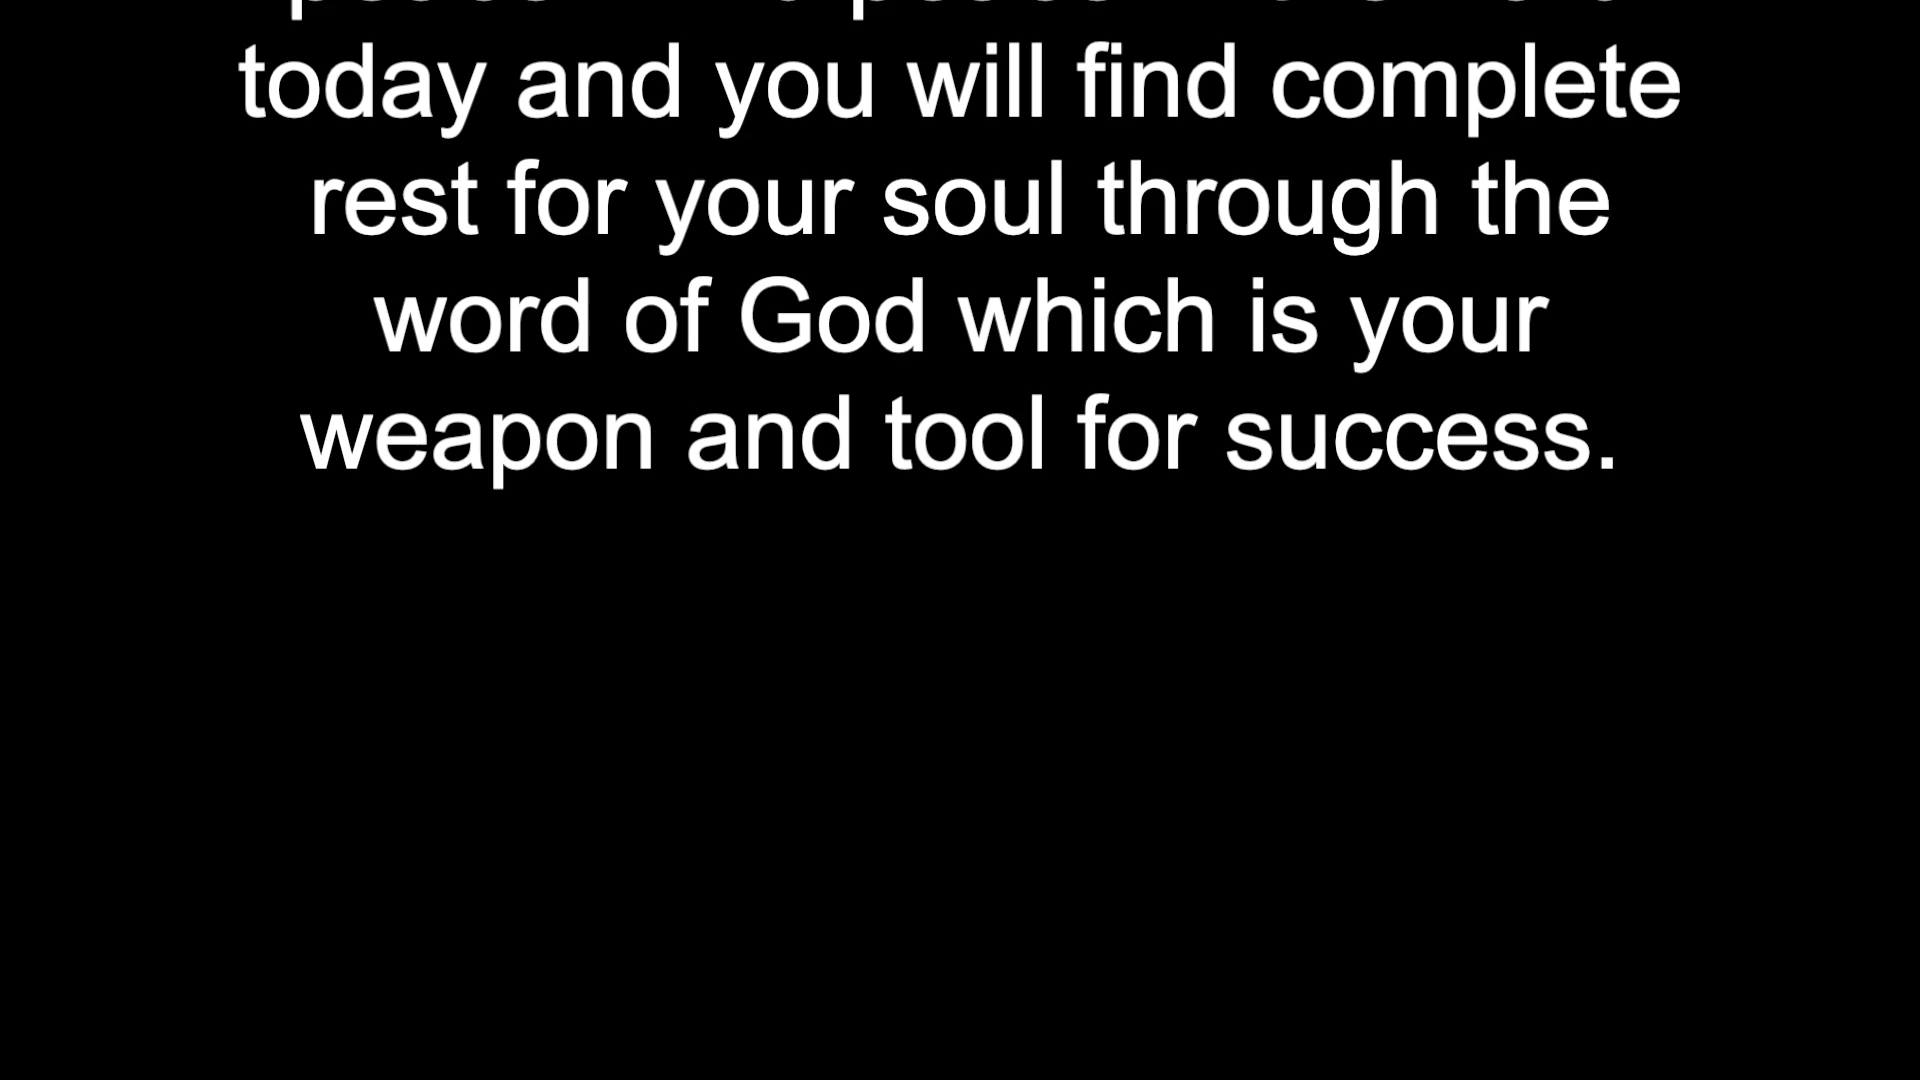 today and you will find complete
rest for your soul through the
word of God which is your
weapon and tool for success.